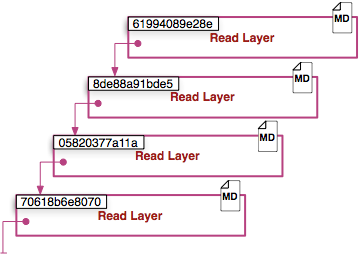 61994089e28e
MD
Read Layer
8de88a91bde5
MD
Read Layer
05820377a11a
MD
Read Layer
70618b6e8070
MD
Read Layer